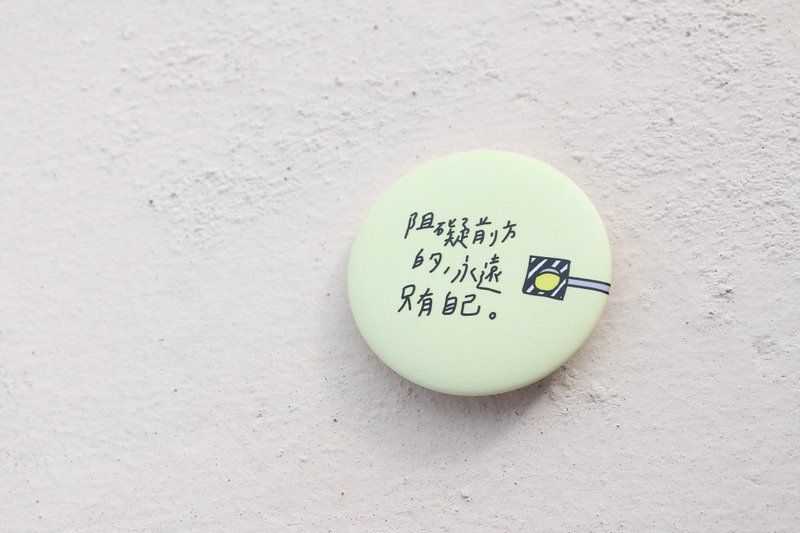 阻礙前方
的,永遠
只有自己。